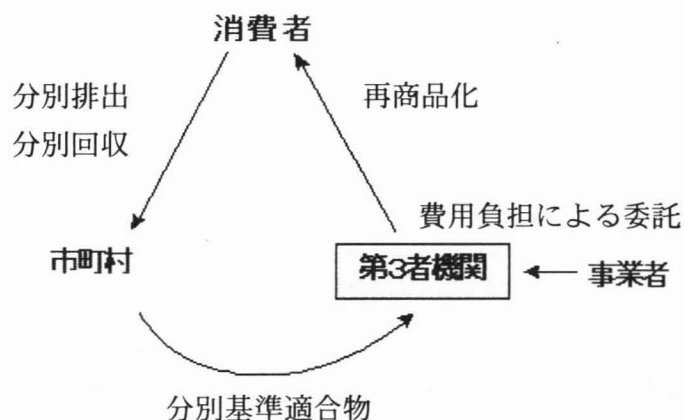 消費者
分別排出
分別回収
再商品化
費用負担による委託
市町村
第3者機関
事業者
分別基準適合物